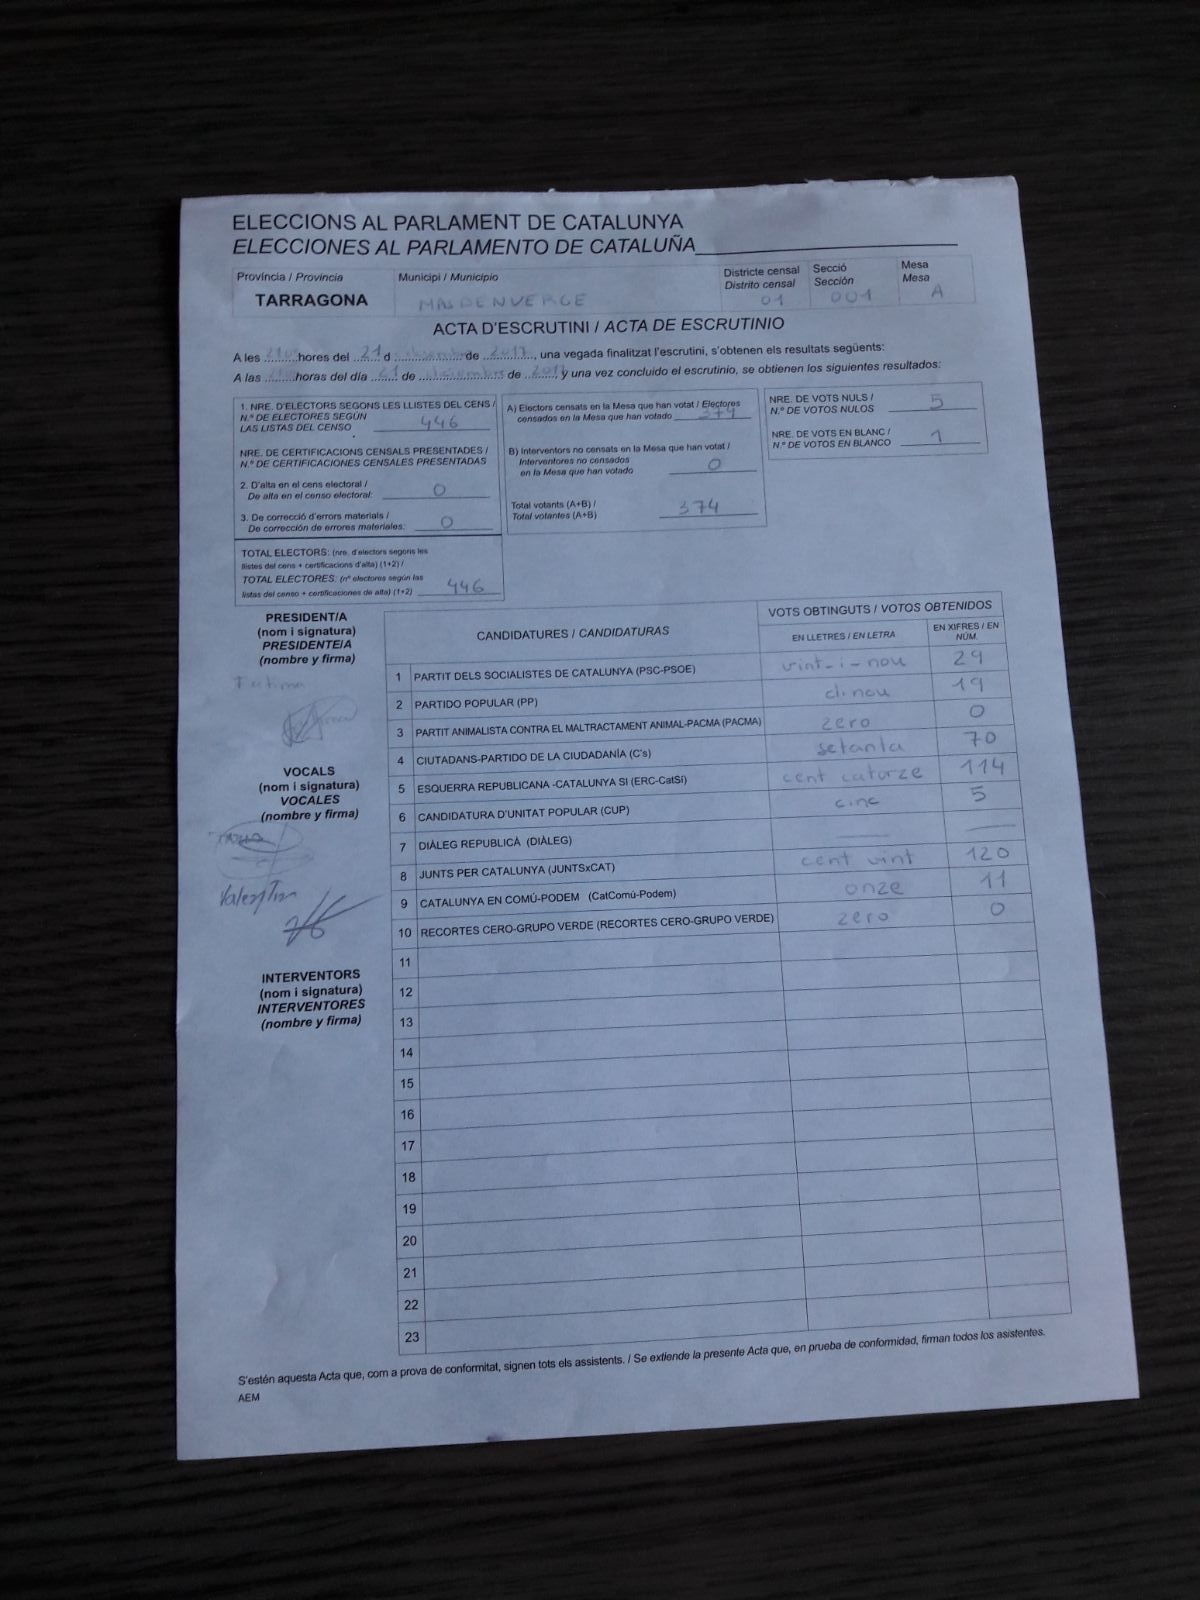 ELECCIONS AL PARLAMENT DE CATALUNYA
ELECCIONES AL PARLAMENTO DE CATALUÑA
Província / Provincia
TARRAGONA
Municipi / Municipio
MASDENVERGE
Districte censal
Distrito censal
01
Secció
Sección
001
Mesa
Mesa
A
ACTA D'ESCRUTINI / ACTA DE ESCRUTINIO
A les hores del 21 d desembre de 2017, una vegada finalitzat l'escrutini, s'obtenen els resultats següents:
A las horas del día 21 de diciembre de 2017, y una vez concluido el escrutinio, se obtienen los siguientes resultados:
1. NRE. D'ELECTORS SEGONS LES LLISTES DEL CENS /
N.º DE ELECTORES SEGÚN
LAS LISTAS DEL CENSO 446
NRE. DE CERTIFICACIONS CENSALS PRESENTADES /
N.º DE CERTIFICACIONES CENSALES PRESENTADAS
2. D'alta en el cens electoral /
De alta en el censo electoral: 0
3. De correcció d'errors materials /
De corrección de errores materiales: 0
TOTAL ELECTORS: (nre. d'electors segons les
llistes del cens + certificacions d'alta) (1+2) /
TOTAL ELECTORES: (nº electores según las
listas del censo + certificaciones de alta) (1+2) 446
A) Electors censats en la Mesa que han votat / Electores
censados en la Mesa que han votado 374
B) Interventors no censats en la Mesa que han votat /
Interventores no censados
en la Mesa que han votado 0
Total votants (A+B) /
Total votantes (A+B) 374
NRE. DE VOTS NULS /
N.º DE VOTOS NULOS 5
NRE. DE VOTS EN BLANC /
N.º DE VOTOS EN BLANCO 1
PRESIDENT/A
(nom i signatura)
PRESIDENTE/A
(nombre y firma)
VOCALS
(nom i signatura)
VOCALES
(nombre y firma)
Valentin
INTERVENTORS
(nom i signatura)
INTERVENTORES
(nombre y firma)
CANDIDATURES / CANDIDATURAS
VOTS OBTINGUTS / VOTOS OBTENIDOS
EN LLETRES / EN LETRA
EN XIFRES / EN NÚM.
1 PARTIT DELS SOCIALISTES DE CATALUNYA (PSC-PSOE) vint-i-nou 29
2 PARTIDO POPULAR (PP) dinou 19
3 PARTIT ANIMALISTA CONTRA EL MALTRACTAMENT ANIMAL-PACMA (PACMA) zero 0
4 CIUTADANS-PARTIDO DE LA CIUDADANÍA (C's) setanta 70
5 ESQUERRA REPUBLICANA -CATALUNYA SI (ERC-CatSí) cent catorze 114
6 CANDIDATURA D'UNITAT POPULAR (CUP) cinc 5
7 DIÀLEG REPUBLICÀ (DIÀLEG) — —
8 JUNTS PER CATALUNYA (JUNTSxCAT) cent vint 120
9 CATALUNYA EN COMÚ-PODEM (CatComú-Podem) onze 11
10 RECORTES CERO-GRUPO VERDE (RECORTES CERO-GRUPO VERDE) zero 0
11
12
13
14
15
16
17
18
19
20
21
22
23
S'estén aquesta Acta que, com a prova de conformitat, signen tots els assistents. / Se extiende la presente Acta que, en prueba de conformidad, firman todos los asistentes.
AEM